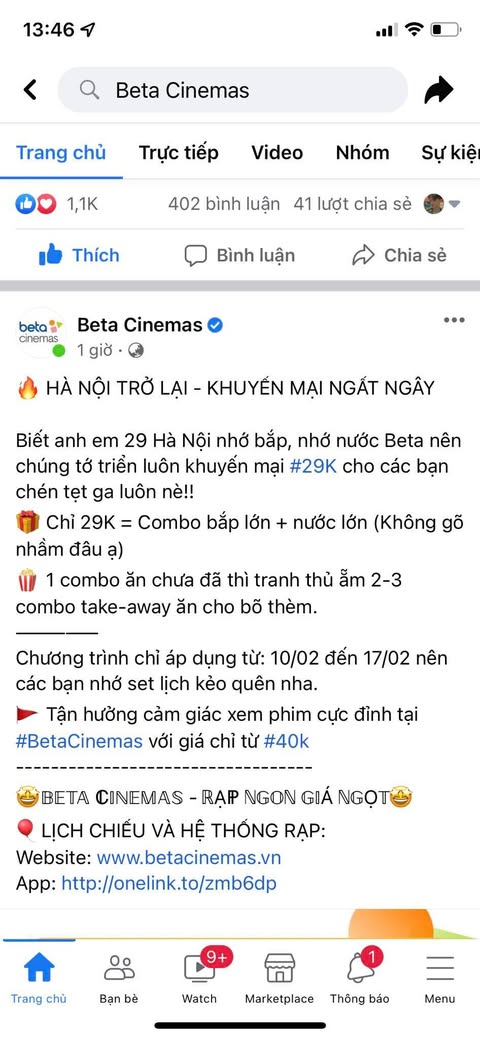 13:46
Beta Cinemas
Trang chủ Trực tiếp Video Nhóm Sự kiện
1,1K 402 bình luận 41 lượt chia sẻ
Thích Bình luận Chia sẻ
beta cinemas
Beta Cinemas
1 giờ ·
🔥 HÀ NỘI TRỞ LẠI - KHUYẾN MẠI NGẤT NGÂY
Biết anh em 29 Hà Nội nhớ bắp, nhớ nước Beta nên
chúng tớ triển luôn khuyến mại #29K cho các bạn
chén tẹt ga luôn nè!!
🎁 Chỉ 29K = Combo bắp lớn + nước lớn (Không gõ
nhầm đâu ạ)
🍿 1 combo ăn chưa đã thì tranh thủ ẵm 2-3
combo take-away ăn cho bõ thèm.
——————
Chương trình chỉ áp dụng từ: 10/02 đến 17/02 nên
các bạn nhớ set lịch kẻo quên nha.
🚩 Tận hưởng cảm giác xem phim cực đỉnh tại
#BetaCinemas với giá chỉ từ #40k
----------------------------------
🤩𝔹𝔼𝕋𝔸 ℂ𝕀ℕ𝔼𝕄𝔸𝕊 - ℝẠℙ ℕ𝔾𝕆ℕ 𝔾𝕀Á ℕ𝔾Ọ𝕋🤩
🎈LỊCH CHIẾU VÀ HỆ THỐNG RẠP:
Website: www.betacinemas.vn
App: http://onelink.to/zmb6dp
9+ 1
Trang chủ Bạn bè Watch Marketplace Thông báo Menu